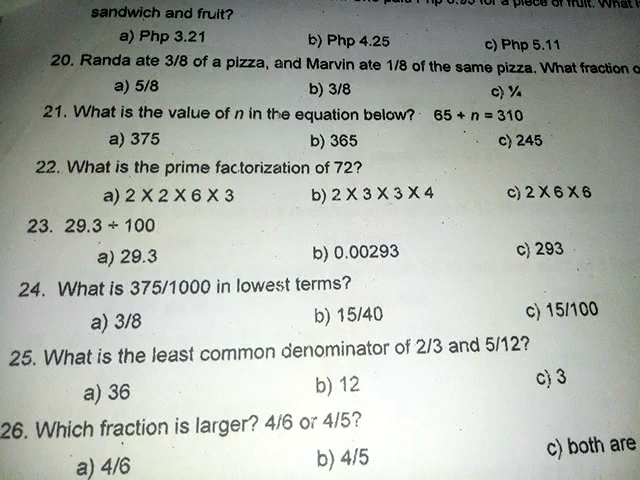 a piece of fruit. What
sandwich and fruit?
a) Php 3.21 b) Php 4.25 c) Php 5.11
20. Randa ate 3/8 of a pizza, and Marvin ate 1/8 of the same pizza. What fraction
a) 5/8 b) 3/8 c) ¼
21. What is the value of n in the equation below? 65 + n = 310
a) 375 b) 365 c) 245
22. What is the prime factorization of 72?
a) 2 X 2 X 6 X 3 b) 2 X 3 X 3 X 4 c) 2 X 6 X 6
23. 29.3 ÷ 100
a) 29.3 b) 0.00293 c) 293
24. What is 375/1000 in lowest terms?
a) 3/8 b) 15/40 c) 15/100
25. What is the least common denominator of 2/3 and 5/12?
a) 36 b) 12 c) 3
26. Which fraction is larger? 4/6 or 4/5?
a) 4/6 b) 4/5 c) both are